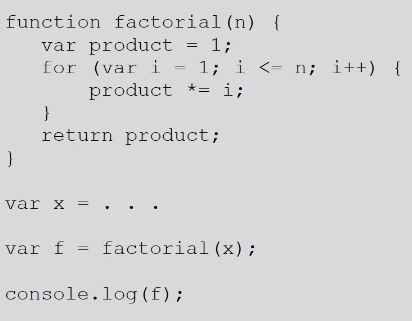 function factorial(n) {
   var product = 1;
   for (var i = 1; i <= n; i++) {
       product *= i;
   }
   return product;
}
var x = . . .
var f = factorial(x);
console.log(f);